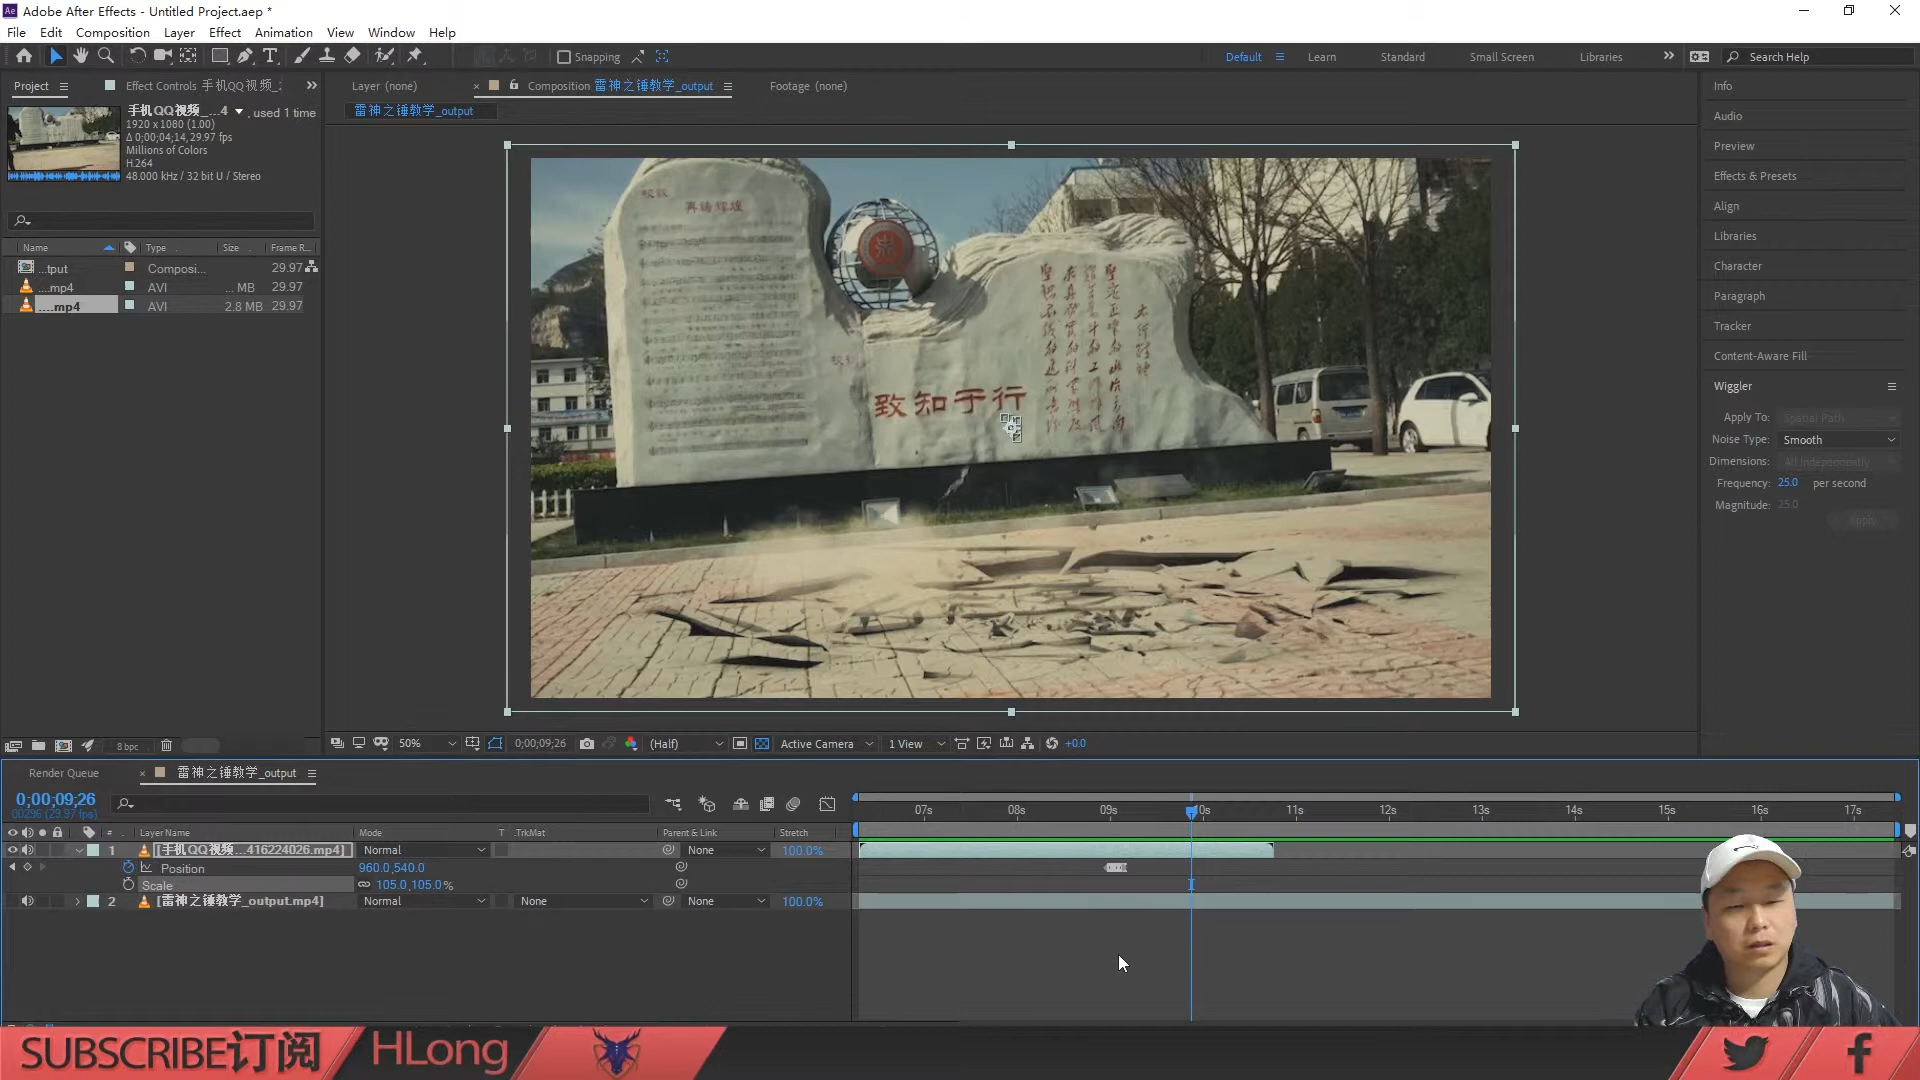 Adobe After Effects - Untitled Project.aep *
File Edit Composition Layer Effect Animation View Window Help
Snapping
Default Learn Standard Small Screen Libraries Search Help
Project Effect Controls 手机QQ视频_
Layer (none) Composition 雷神之锤教学_output Footage (none)
雷神之锤教学_output
手机QQ视频_...4 , used 1 time
1920 x 1080 (1.00)
Δ 0;00;04;14, 29.97 fps
Millions of Colors
H.264
48.000 kHz / 32 bit U / Stereo
Name Type Size Frame R...
...tput Composi... 29.97
....mp4 AVI ... MB 29.97
....mp4 AVI 2.8 MB 29.97
8 bpc
再铸辉煌
致知于行
50% 0;00;09;26 (Half) Active Camera 1 View +0.0
Info
Audio
Preview
Effects & Presets
Align
Libraries
Character
Paragraph
Tracker
Content-Aware Fill
Wiggler
Apply To: Spatial Path
Noise Type: Smooth
Dimensions: All Independently
Frequency: 25.0 per second
Magnitude: 25.0
Apply
Render Queue 雷神之锤教学_output
0;00;09;26
00296 (29.97 fps)
07s 08s 09s 10s 11s 12s 13s 14s 15s 16s 17s
# Layer Name Mode T .TrkMat Parent & Link Stretch
1 [手机QQ视频...416224026.mp4] Normal None 100.0%
Position 960.0,540.0
Scale 105.0,105.0%
2 [雷神之锤教学_output.mp4] Normal None None 100.0%
SUBSCRIBE订阅 HLong